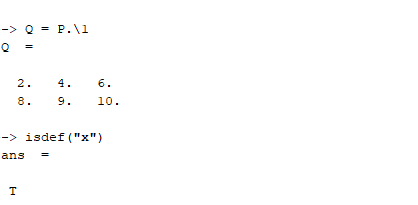 -> Q = P.\1
Q  =

  2.   4.   6.
  8.   9.   10.

-> isdef("x")
ans  =

  T